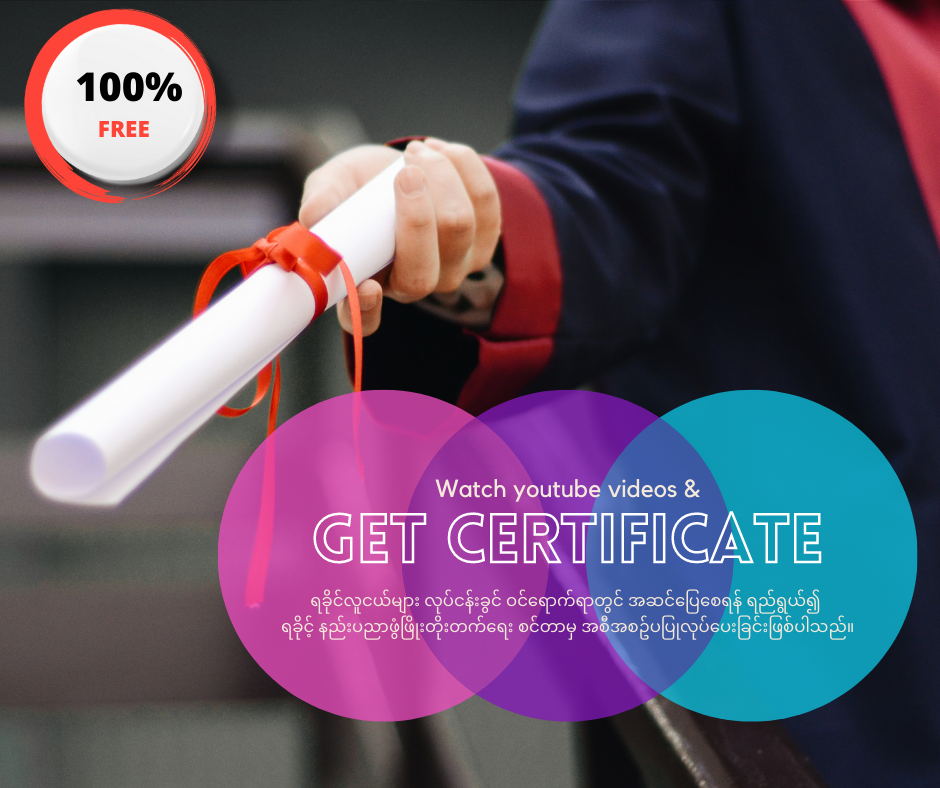 100%
FREE
Watch youtube videos &
GET CERTIFICATE
ရခိုင်လူငယ်များ လုပ်ငန်းခွင် ဝင်ရောက်ရာတွင် အဆင်ပြေစေရန် ရည်ရွယ်၍
ရခိုင့် နည်းပညာဖွံဖြိုးတိုးတက်ရေး စင်တာမှ အစီအစဥ်ပပြုလုပ်ပေးခြင်းဖြစ်ပါသည်။